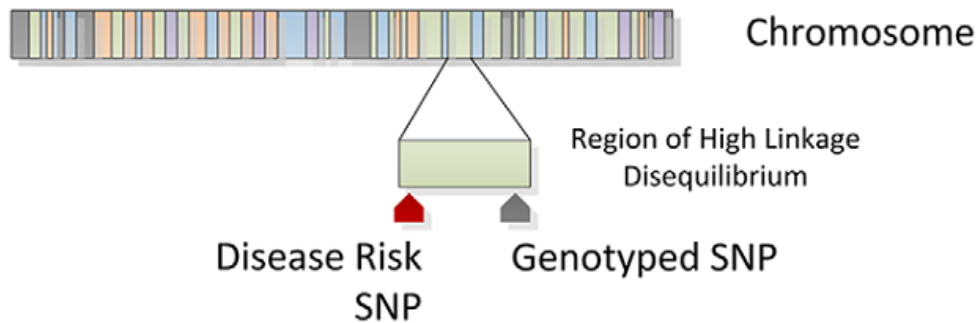 Chromosome
Region of High Linkage
Disequilibrium
Disease Risk
SNP
Genotyped SNP